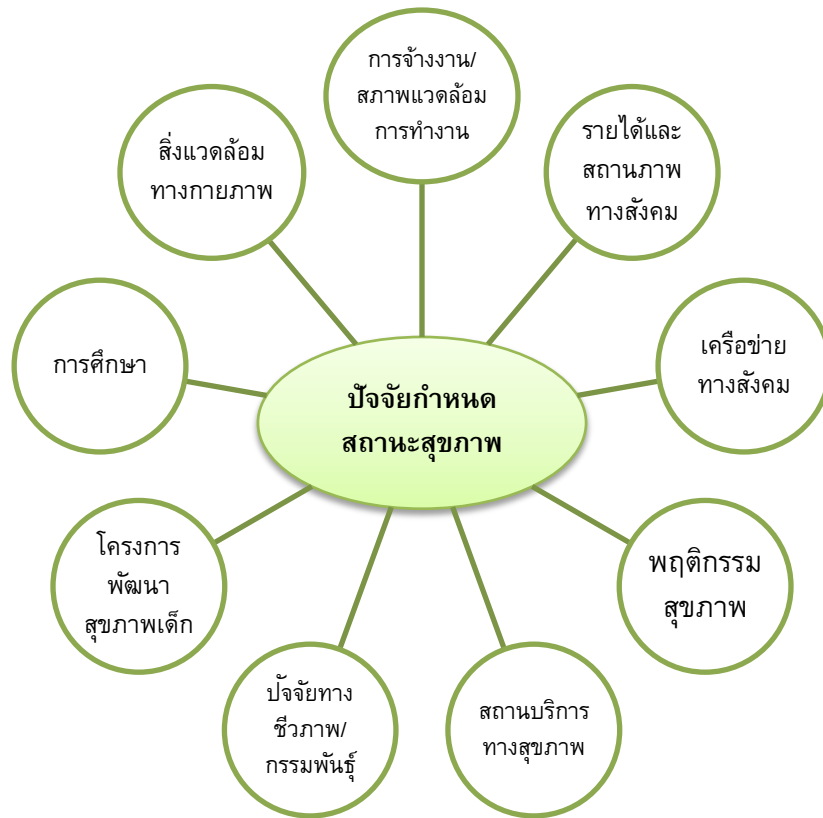 การจ้างงาน/
สภาพแวดล้อม
การทำงาน
รายได้และ
สถานภาพ
ทางสังคม
เครือข่าย
ทางสังคม
พฤติกรรม
สุขภาพ
สถานบริการ
ทางสุขภาพ
ปัจจัยทาง
ชีวภาพ/
กรรมพันธุ์
โครงการ
พัฒนา
สุขภาพเด็ก
การศึกษา
สิ่งแวดล้อม
ทางกายภาพ
ปัจจัยกำหนด
สถานะสุขภาพ